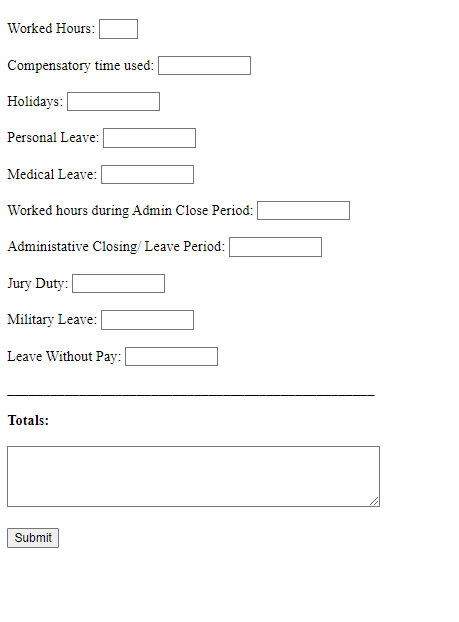 Worked Hours:
Compensatory time used:
Holidays:
Personal Leave:
Medical Leave:
Worked hours during Admin Close Period:
Administative Closing/ Leave Period:
Jury Duty:
Military Leave:
Leave Without Pay:
Totals:
Submit